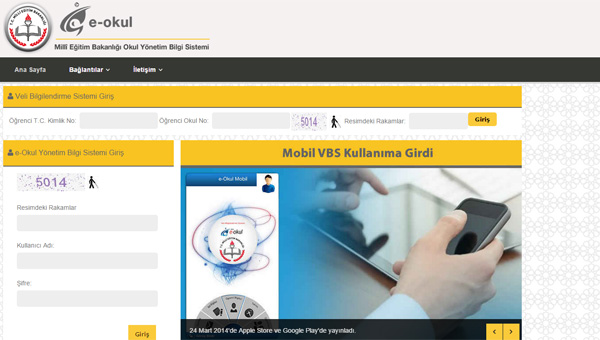 e-okul
Milli Eğitim Bakanlığı Okul Yönetim Bilgi Sistemi
Ana Sayfa Bağlantılar İletişim
Veli Bilgilendirme Sistemi Giriş
Öğrenci T.C. Kimlik No: Öğrenci Okul No: 5014 Resimdeki Rakamlar: Giriş
e-Okul Yönetim Bilgi Sistemi Giriş
5014
Resimdeki Rakamlar
Kullanıcı Adı:
Şifre:
Giriş
Mobil VBS Kullanıma Girdi
e-Okul Mobil
e-okul
24 Mart 2014'de Apple Store ve Google Play'de yayınladı.